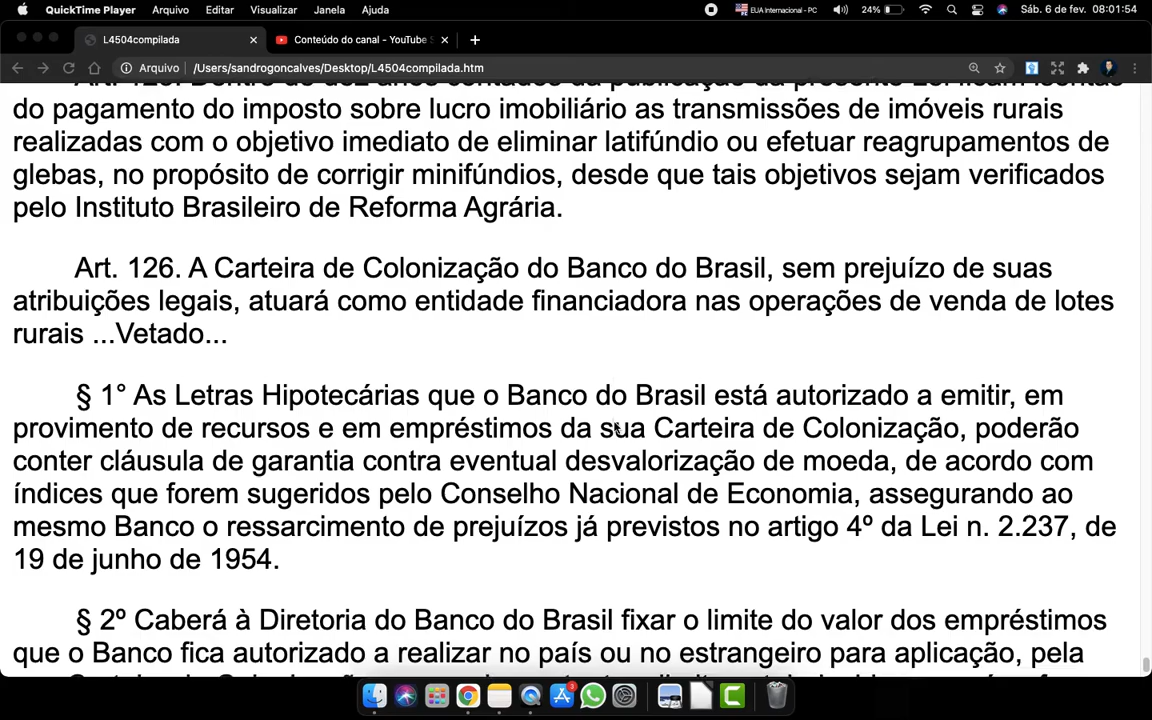 QuickTime Player Arquivo Editar Visualizar Janela Ajuda EUA Internacional - PC 24% Sáb. 6 de fev. 08:01:54
L4504compilada Conteúdo do canal - YouTube
Arquivo /Users/sandrogoncalves/Desktop/L4504compilada.htm
do pagamento do imposto sobre lucro imobiliário as transmissões de imóveis rurais
realizadas com o objetivo imediato de eliminar latifúndio ou efetuar reagrupamentos de
glebas, no propósito de corrigir minifúndios, desde que tais objetivos sejam verificados
pelo Instituto Brasileiro de Reforma Agrária.
Art. 126. A Carteira de Colonização do Banco do Brasil, sem prejuízo de suas
atribuições legais, atuará como entidade financiadora nas operações de venda de lotes
rurais ...Vetado...
§ 1° As Letras Hipotecárias que o Banco do Brasil está autorizado a emitir, em
provimento de recursos e em empréstimos da sua Carteira de Colonização, poderão
conter cláusula de garantia contra eventual desvalorização de moeda, de acordo com
índices que forem sugeridos pelo Conselho Nacional de Economia, assegurando ao
mesmo Banco o ressarcimento de prejuízos já previstos no artigo 4º da Lei n. 2.237, de
19 de junho de 1954.
§ 2º Caberá à Diretoria do Banco do Brasil fixar o limite do valor dos empréstimos
que o Banco fica autorizado a realizar no país ou no estrangeiro para aplicação, pela
3